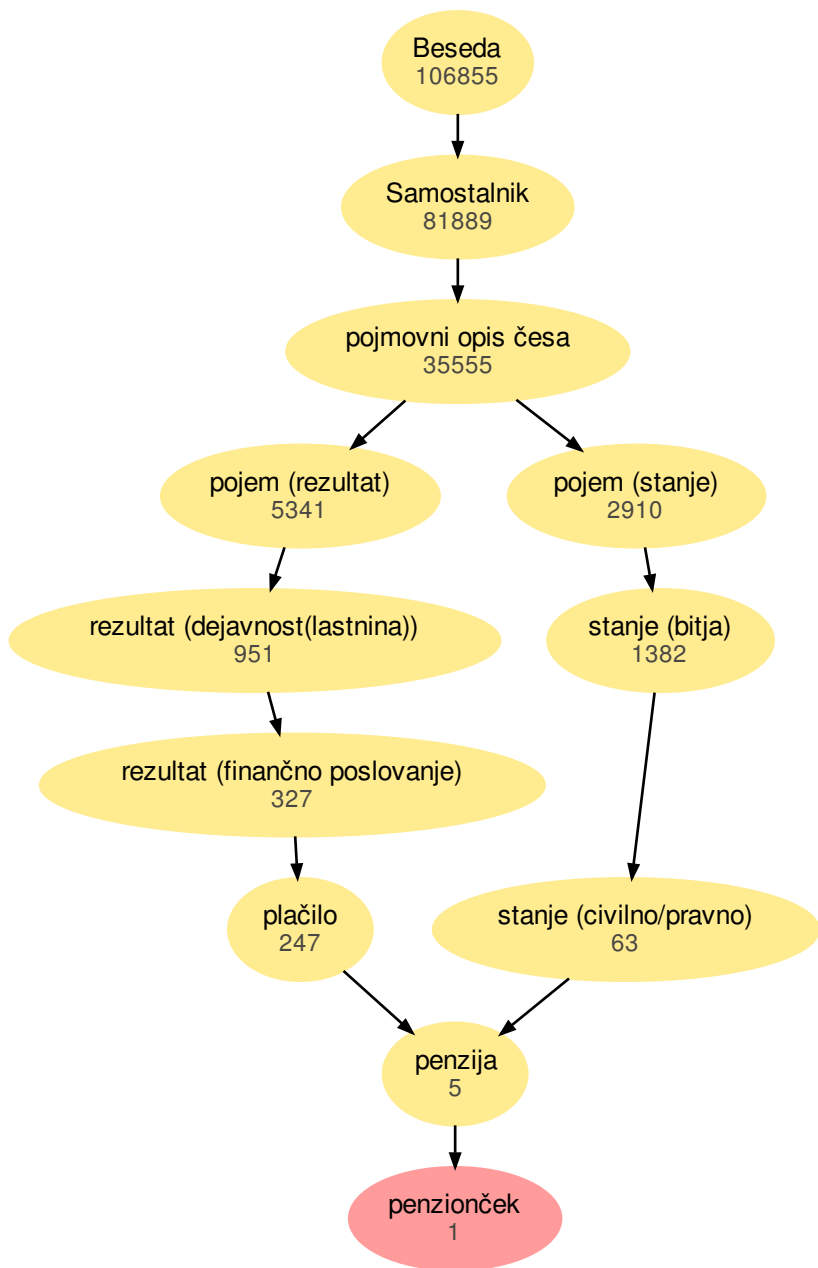 Beseda
106855
Samostalnik
81889
pojmovni opis česa
35555
pojem (rezultat)
5341
pojem (stanje)
2910
rezultat (dejavnost(lastnina))
951
stanje (bitja)
1382
rezultat (finančno poslovanje)
327
plačilo
247
stanje (civilno/pravno)
63
penzija
5
penzionček
1